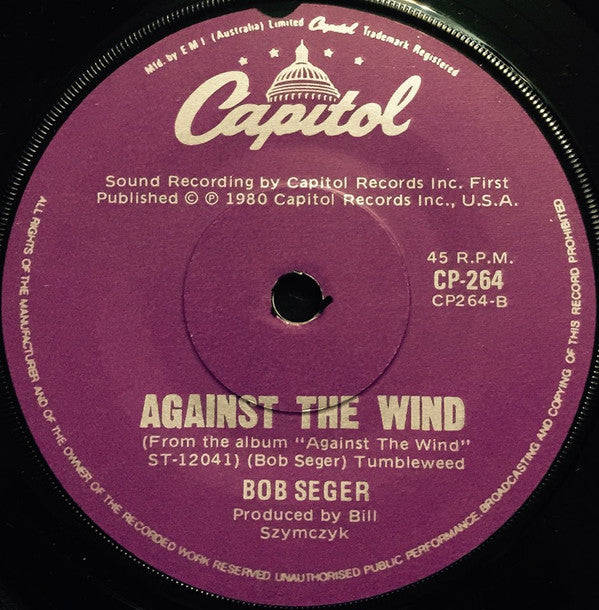 Mfd. by E M I (Australia) Limited Capitol Trademark Registered
Capitol
Sound Recording by Capitol Records Inc. First
Published © ℗ 1980 Capitol Records Inc., U.S.A.
45 R.P.M.
CP-264
CP264-B
AGAINST THE WIND
(From the album "Against The Wind"
ST-12041) (Bob Seger) Tumbleweed
BOB SEGER
Produced by Bill
Szymczyk
ALL RIGHTS OF THE MANUFACTURER AND OF THE OWNER OF THE RECORDED WORK RESERVED UNAUTHORISED PUBLIC PERFORMANCE, BROADCASTING AND COPYING OF THIS RECORD PROHIBITED